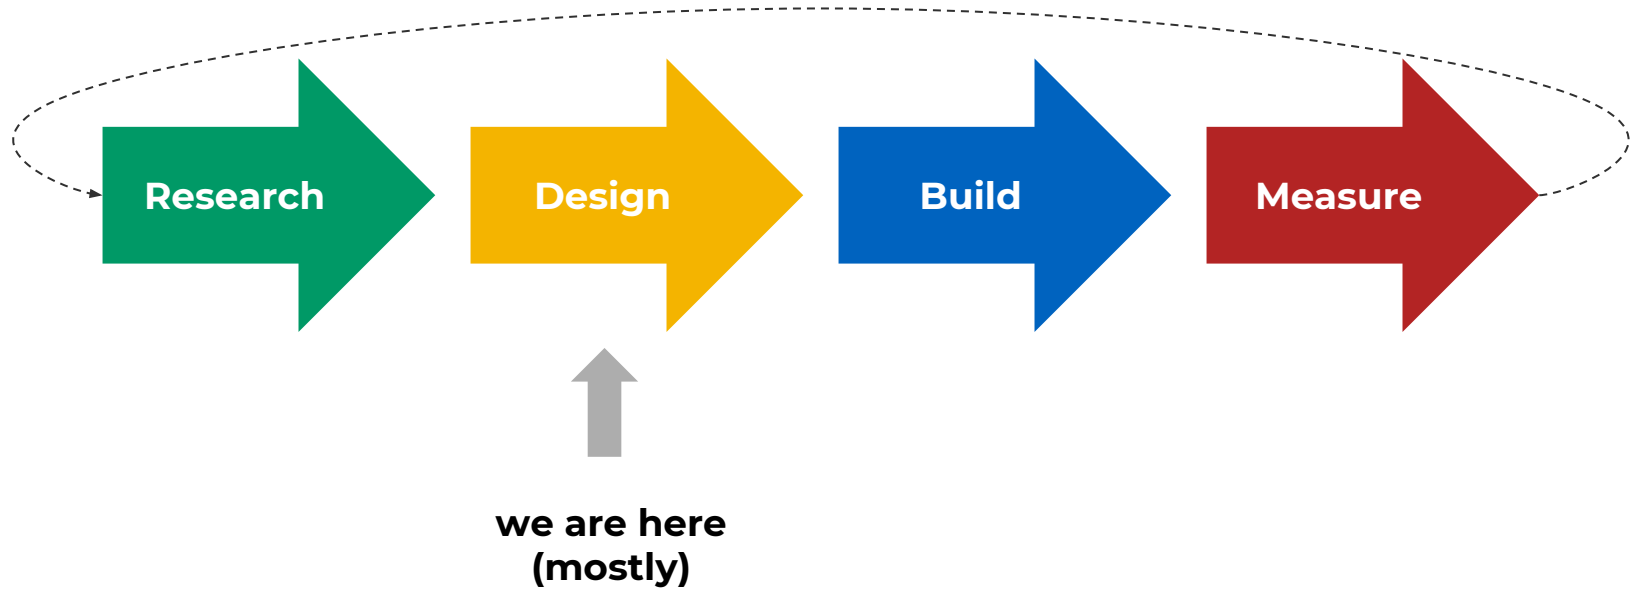 Research
Design
Build
Measure
we are here
(mostly)